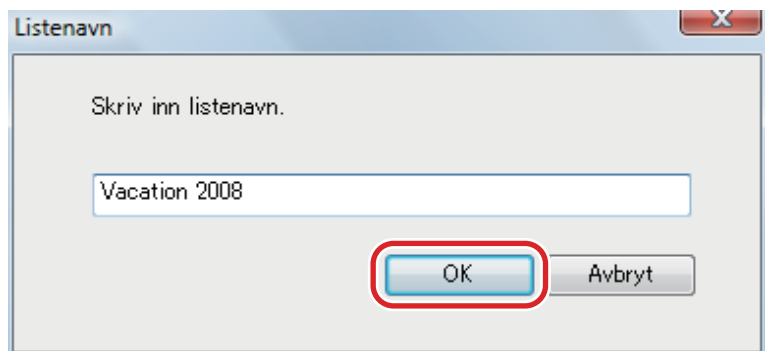 Listenavn
Skriv inn listenavn.
Vacation 2008
OK Avbryt